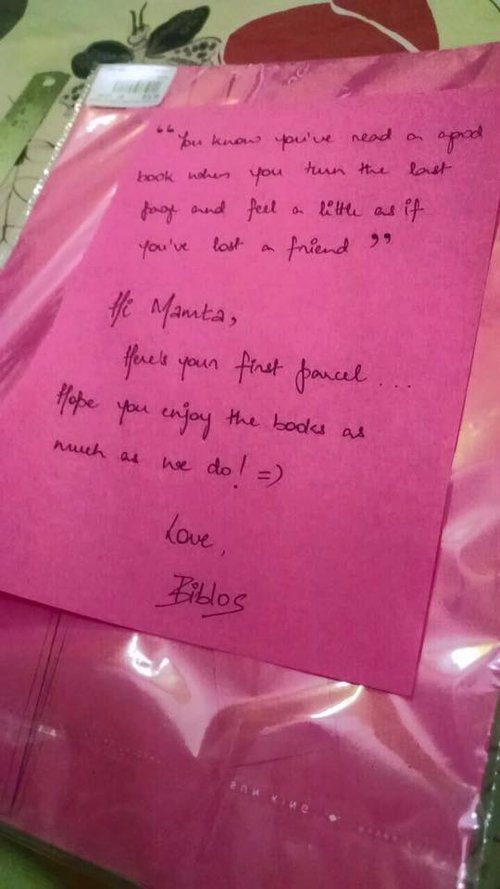 “You know you've read a good
book when you turn the last
page and feel a little as if
you've lost a friend”
Hi Mamta,
Here's your first parcel...
Hope you enjoy the books as
much as we do! =)
Love,
Biblos
SUN KING